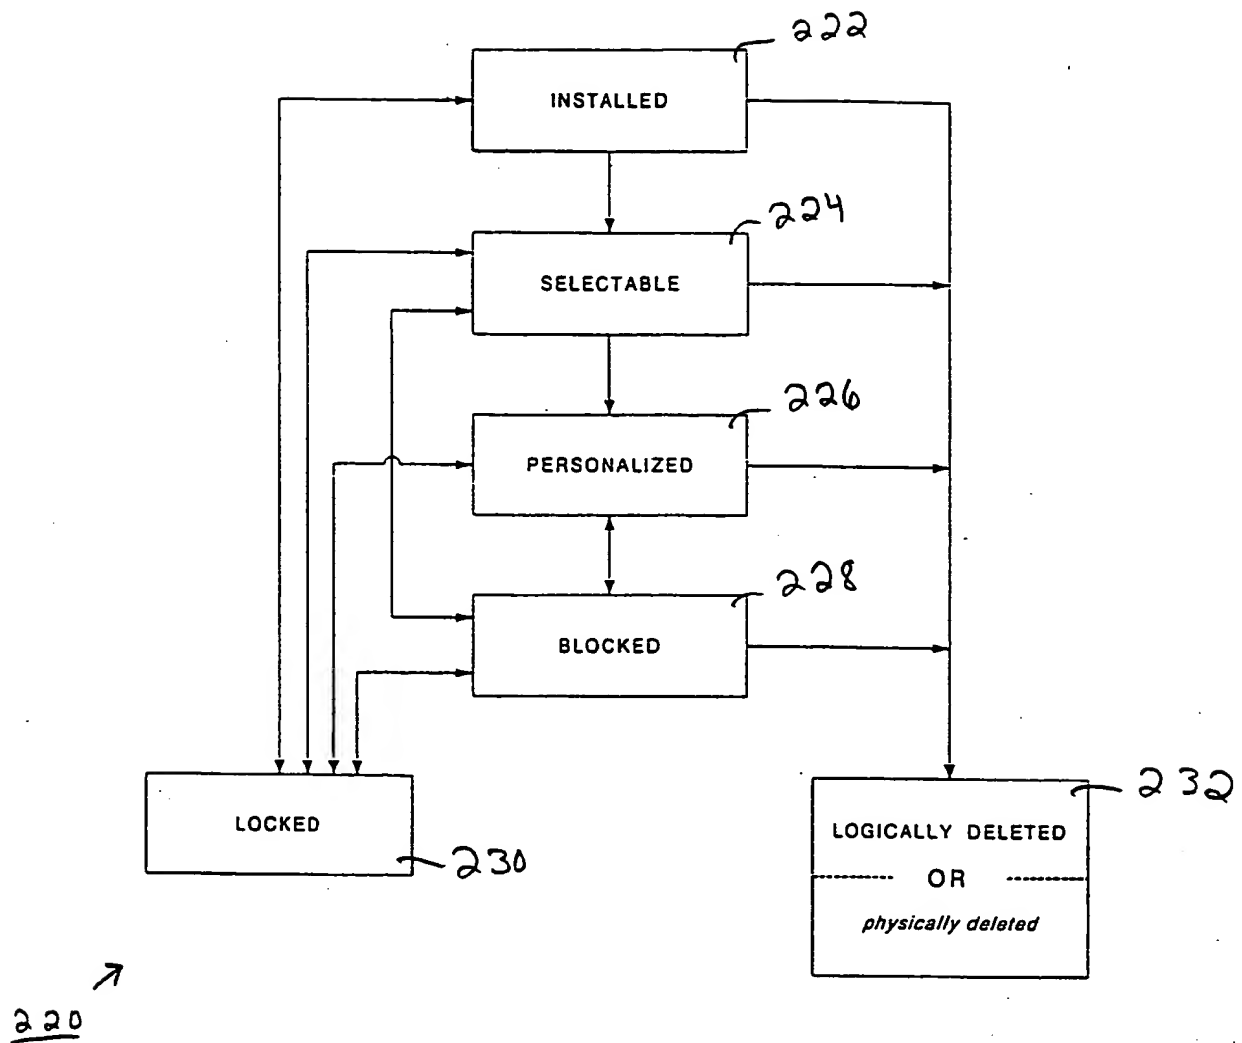 222
INSTALLED
224
SELECTABLE
226
PERSONALIZED
228
BLOCKED
LOCKED
230
232
LOGICALLY DELETED
OR
physically deleted
220